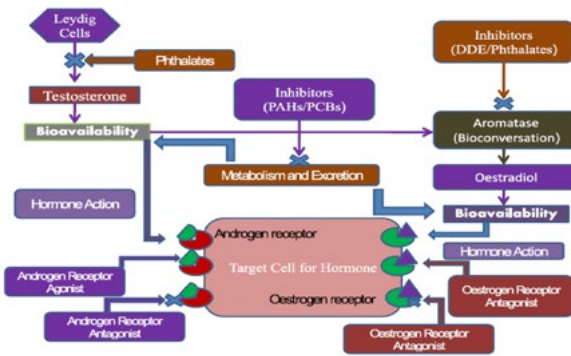 Leydig
Cells
Phthalates
Testosterone
Bioavailability
Inhibitors
(PAHs/PCBs)
Inhibitors
(DDE/Phthalates)
Aromatase
(Bioconversation)
Metabolism and Excretion
Oestradiol
Bioavailability
Hormone Action
Hormone Action
Androgen receptor
Target Cell for Hormone
Oestrogen receptor
Androgen Receptor
Agonist
Androgen Receptor
Antagonist
Oestrogen Receptor
Antagonist
Oestrogen Receptor
Antagonist